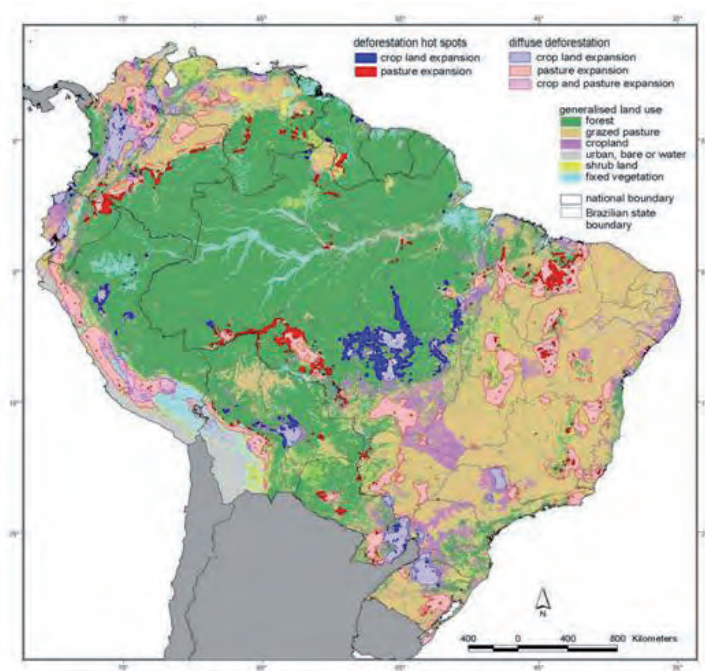 deforestation hot spots
crop land expansion
pasture expansion
diffuse deforestation
crop land expansion
pasture expansion
crop and pasture expansion
generalised land use
forest
grazed pasture
cropland
urban, bare or water
shrub land
fixed vegetation
national boundary
Brazilian state
boundary
N
400 0 400 800 Kilometers